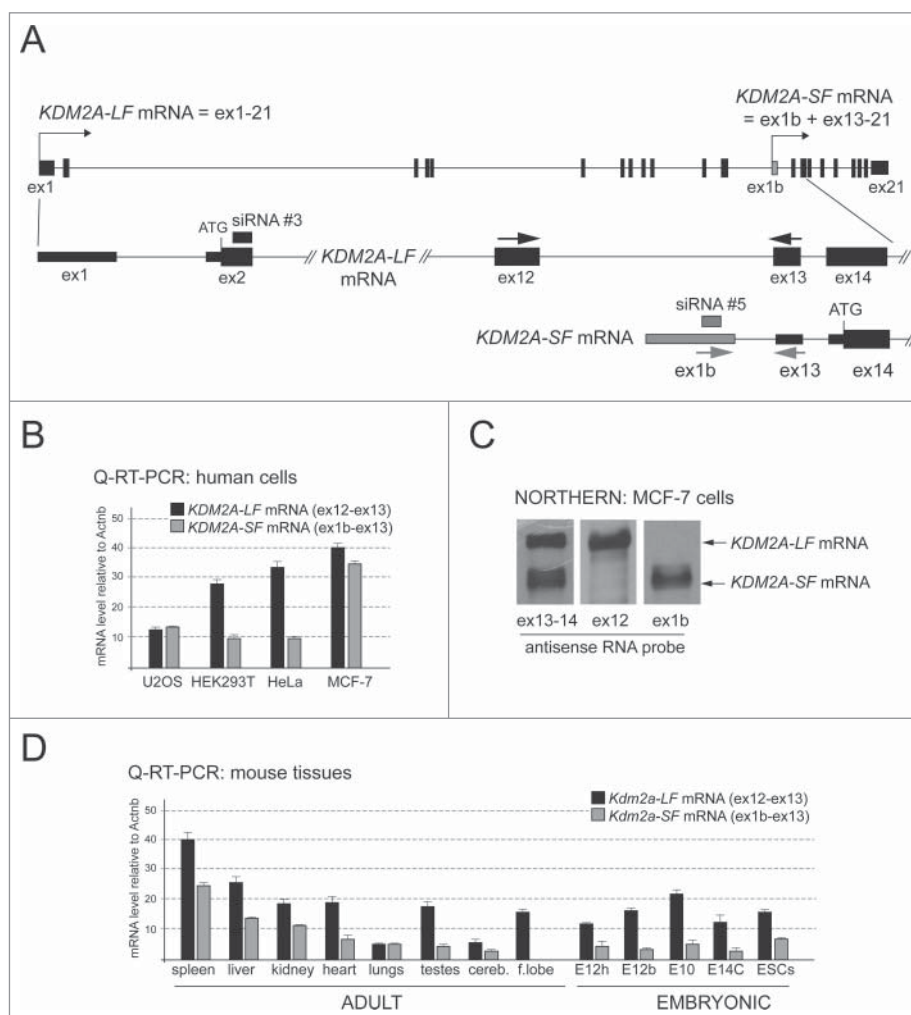 A
KDM2A-LF mRNA = ex1-21
KDM2A-SF mRNA
= ex1b + ex13-21
ex1
ex1b
ex21
ATG
siRNA #3
ex1
ex2
KDM2A-LF
mRNA
ex12
ex13
ex14
siRNA #5
ATG
KDM2A-SF mRNA
ex1b
ex13
ex14
B
Q-RT-PCR: human cells
KDM2A-LF mRNA (ex12-ex13)
KDM2A-SF mRNA (ex1b-ex13)
mRNA level relative to Actnb
50
40
30
20
10
U2OS HEK293T HeLa MCF-7
C
NORTHERN: MCF-7 cells
KDM2A-LF mRNA
KDM2A-SF mRNA
ex13-14 ex12 ex1b
antisense RNA probe
D
Q-RT-PCR: mouse tissues
Kdm2a-LF mRNA (ex12-ex13)
Kdm2a-SF mRNA (ex1b-ex13)
mRNA level relative to Actnb
50
40
30
20
10
spleen liver kidney heart lungs testes cereb. f.lobe E12h E12b E10 E14C ESCs
ADULT EMBRYONIC